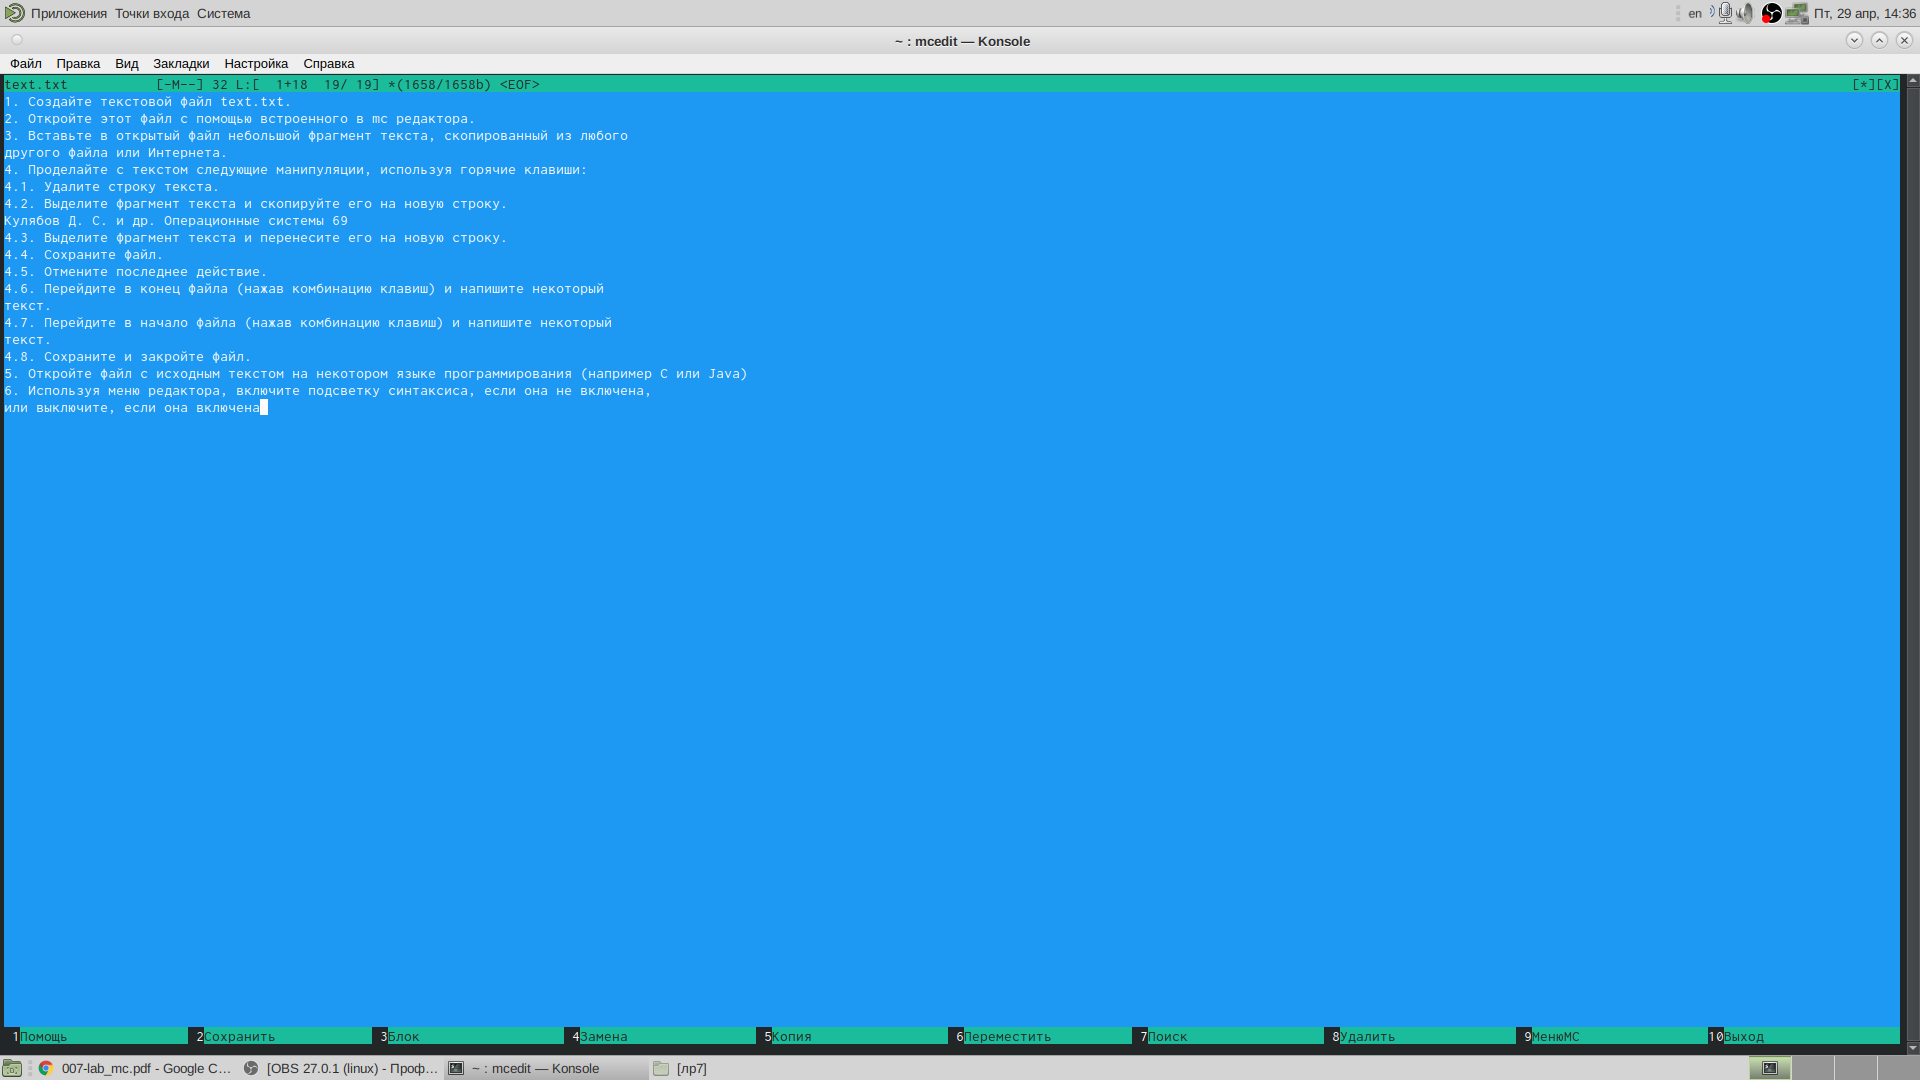 Приложения Точки входа Система en Пт, 29 апр, 14:36
~ : mcedit — Konsole
Файл Правка Вид Закладки Настройка Справка
text.txt [-M--] 32 L:[ 1+18 19/ 19] *(1658/1658b) <EOF> [*][X]
1. Создайте текстовой файл text.txt.
2. Откройте этот файл с помощью встроенного в mc редактора.
3. Вставьте в открытый файл небольшой фрагмент текста, скопированный из любого
другого файла или Интернета.
4. Проделайте с текстом следующие манипуляции, используя горячие клавиши:
4.1. Удалите строку текста.
4.2. Выделите фрагмент текста и скопируйте его на новую строку.
Кулябов Д. С. и др. Операционные системы 69
4.3. Выделите фрагмент текста и перенесите его на новую строку.
4.4. Сохраните файл.
4.5. Отмените последнее действие.
4.6. Перейдите в конец файла (нажав комбинацию клавиш) и напишите некоторый
текст.
4.7. Перейдите в начало файла (нажав комбинацию клавиш) и напишите некоторый
текст.
4.8. Сохраните и закройте файл.
5. Откройте файл с исходным текстом на некотором языке программирования (например C или Java)
6. Используя меню редактора, включите подсветку синтаксиса, если она не включена,
или выключите, если она включена
1Помощь 2Сохранить 3Блок 4Замена 5Копия 6Переместить 7Поиск 8Удалить 9МенюMC 10Выход
007-lab_mc.pdf - Google C... [OBS 27.0.1 (linux) - Проф... ~ : mcedit — Konsole [лр7]